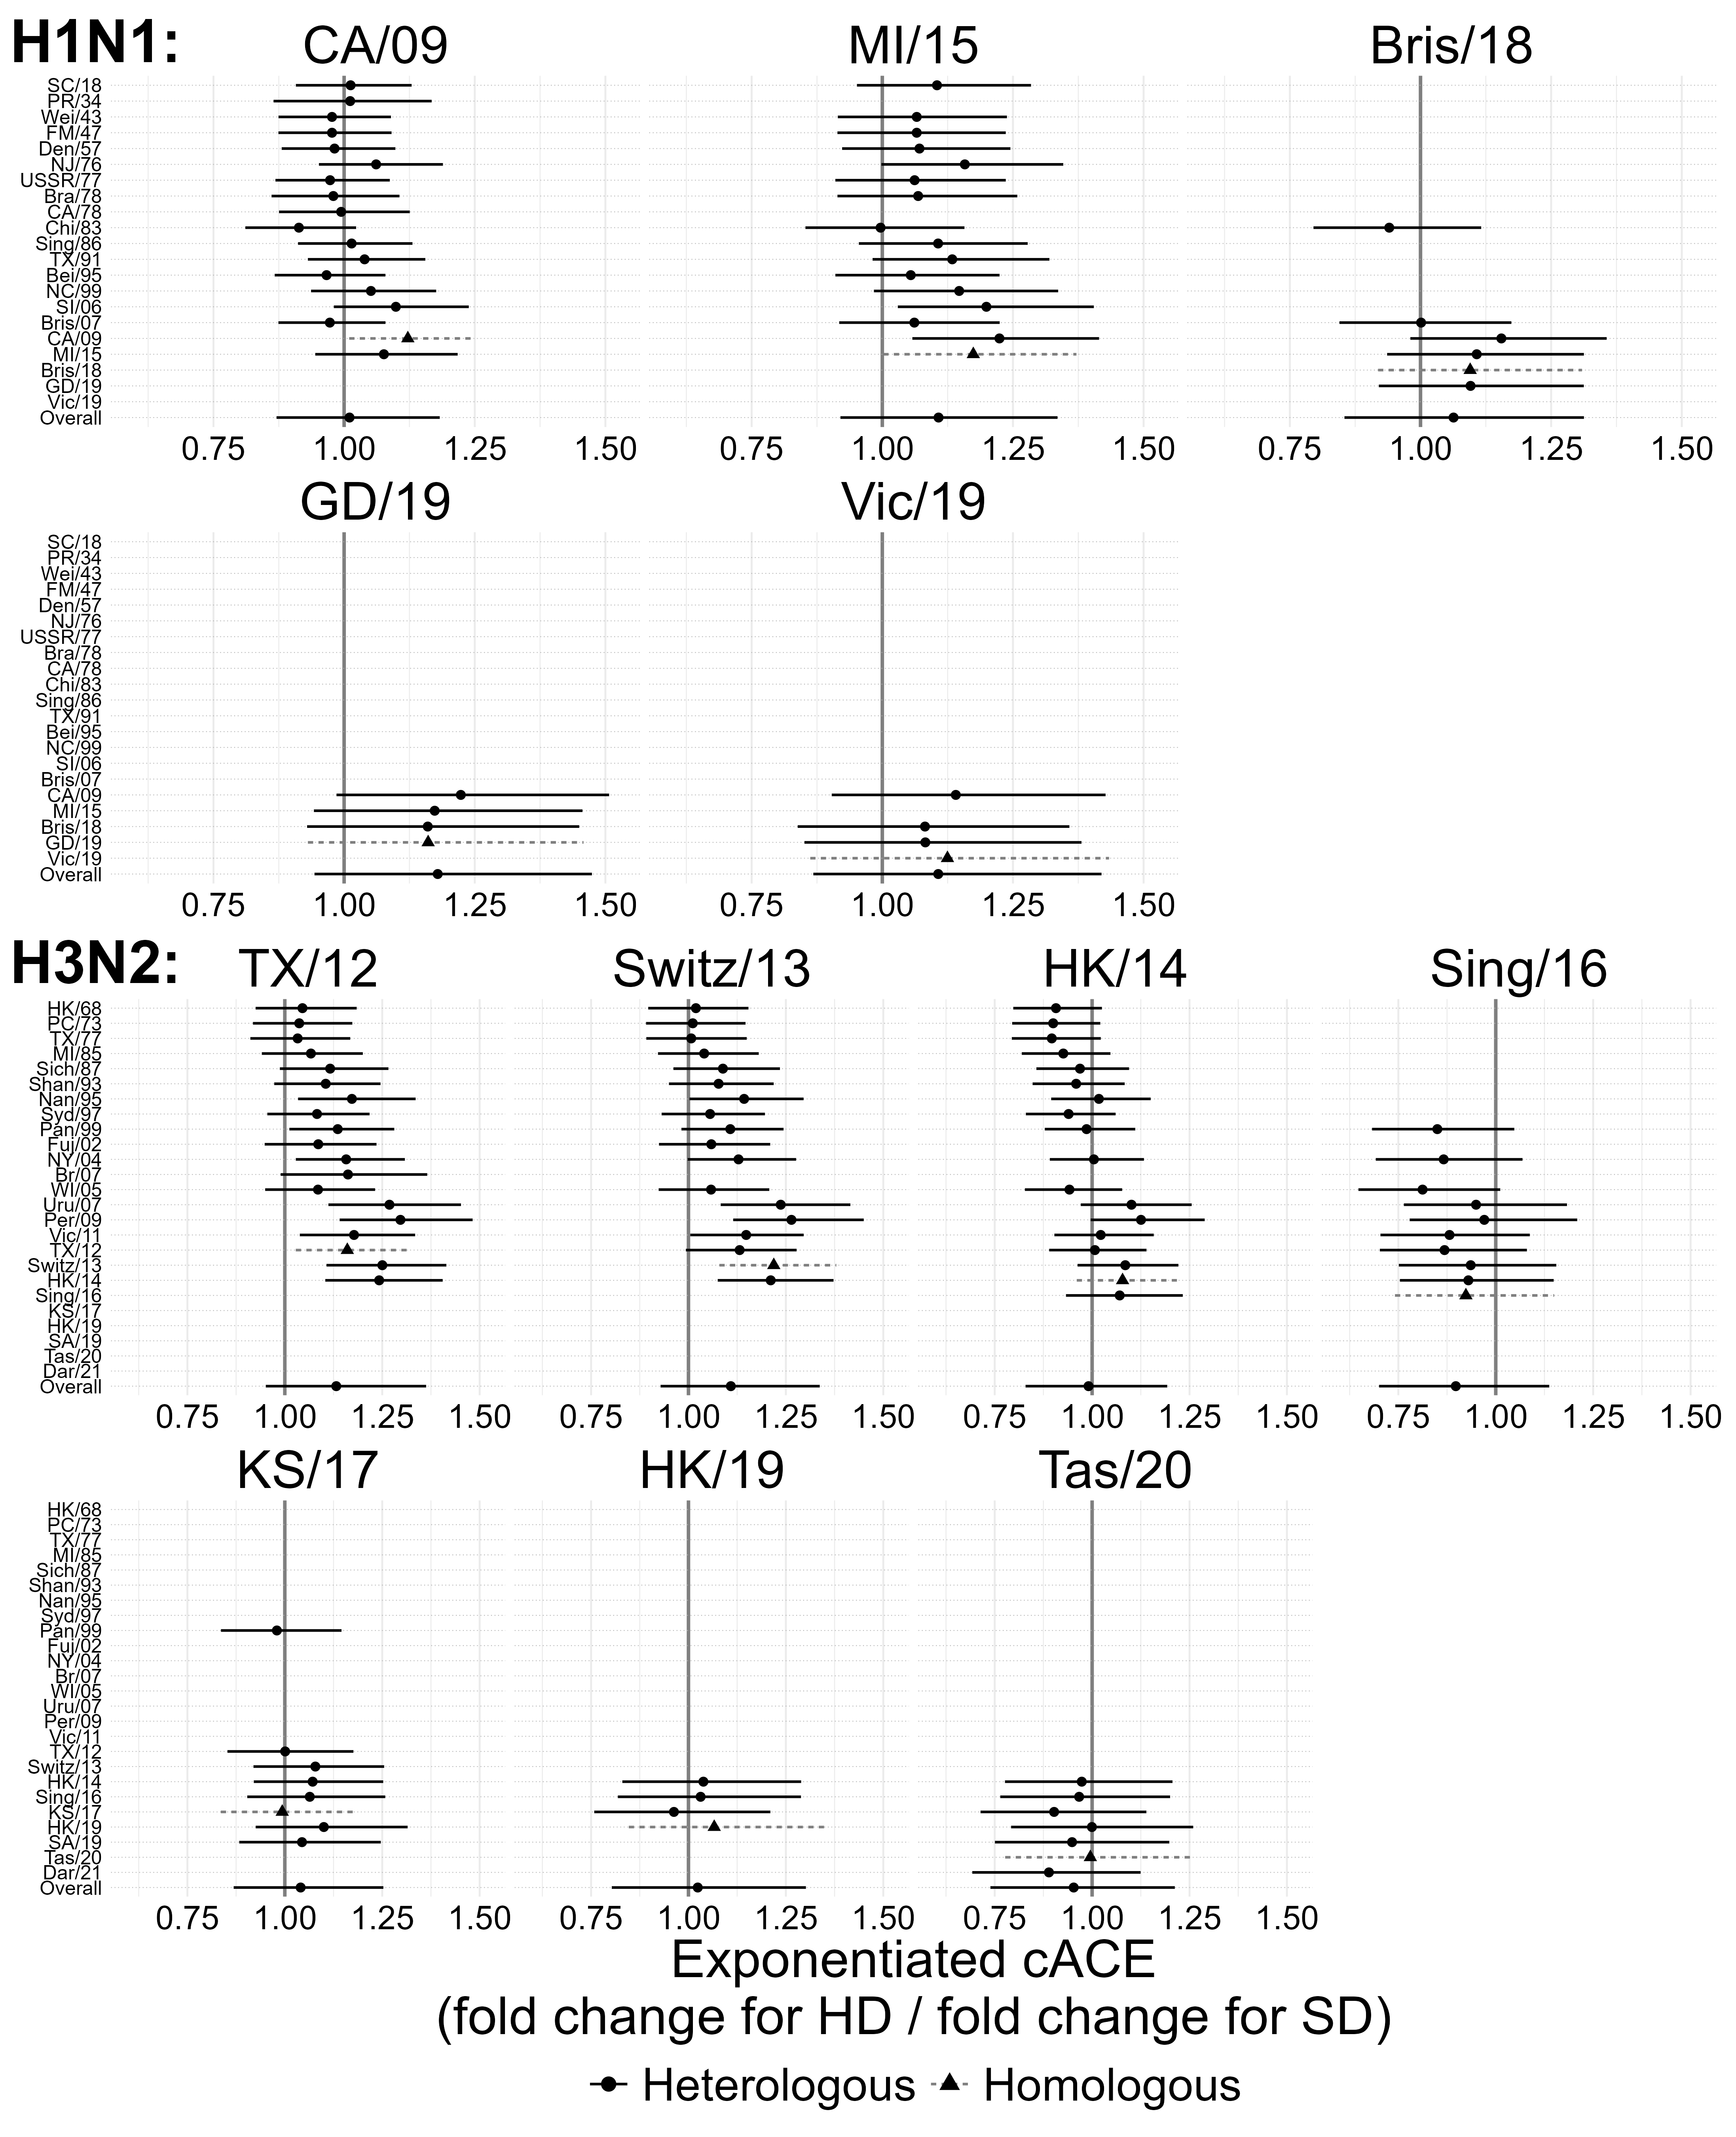 H1N1: CA/09 MI/15 Bris/18
SC/18
PR/34
Wei/43
FM/47
Den/57
NJ/76
USSR/77
Bra/78
CA/78
Chi/83
Sing/86
TX/91
Bei/95
NC/99
SI/06
Bris/07
CA/09
MI/15
Bris/18
GD/19
Vic/19
Overall
0.75 1.00 1.25 1.50 0.75 1.00 1.25 1.50 0.75 1.00 1.25 1.50
GD/19 Vic/19
SC/18
PR/34
Wei/43
FM/47
Den/57
NJ/76
USSR/77
Bra/78
CA/78
Chi/83
Sing/86
TX/91
Bei/95
NC/99
SI/06
Bris/07
CA/09
MI/15
Bris/18
GD/19
Vic/19
Overall
0.75 1.00 1.25 1.50 0.75 1.00 1.25 1.50
H3N2: TX/12 Switz/13 HK/14 Sing/16
HK/68
PC/73
TX/77
MI/85
Sich/87
Shan/93
Nan/95
Syd/97
Pan/99
Fuj/02
NY/04
Br/07
WI/05
Uru/07
Per/09
Vic/11
TX/12
Switz/13
HK/14
Sing/16
KS/17
HK/19
SA/19
Tas/20
Dar/21
Overall
0.75 1.00 1.25 1.50 0.75 1.00 1.25 1.50 0.75 1.00 1.25 1.50 0.75 1.00 1.25 1.50
KS/17 HK/19 Tas/20
HK/68
PC/73
TX/77
MI/85
Sich/87
Shan/93
Nan/95
Syd/97
Pan/99
Fuj/02
NY/04
Br/07
WI/05
Uru/07
Per/09
Vic/11
TX/12
Switz/13
HK/14
Sing/16
KS/17
HK/19
SA/19
Tas/20
Dar/21
Overall
0.75 1.00 1.25 1.50 0.75 1.00 1.25 1.50 0.75 1.00 1.25 1.50
Exponentiated cACE
(fold change for HD / fold change for SD)
Heterologous Homologous